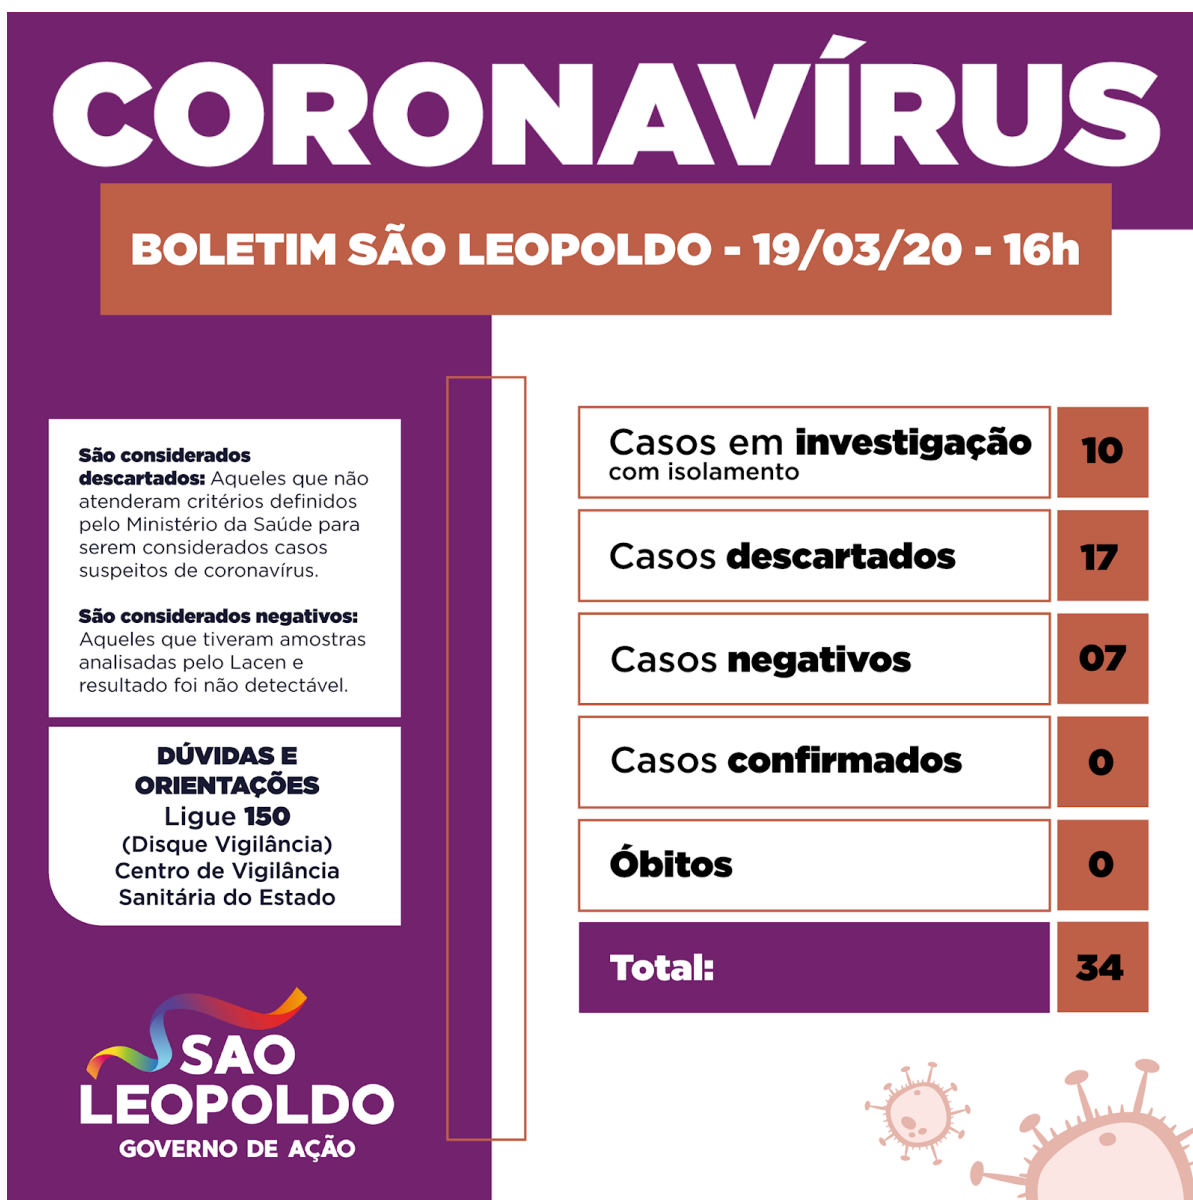 CORONAVÍRUS
BOLETIM SÃO LEOPOLDO - 19/03/20 - 16h
São considerados
descartados: Aqueles que não
atenderam critérios definidos
pelo Ministério da Saúde para
serem considerados casos
suspeitos de coronavírus.
São considerados negativos:
Aqueles que tiveram amostras
analisadas pelo Lacen e
resultado foi não detectável.
DÚVIDAS E
ORIENTAÇÕES
Ligue 150
(Disque Vigilância)
Centro de Vigilância
Sanitária do Estado
SAO
LEOPOLDO
GOVERNO DE AÇÃO
Casos em investigação 10
com isolamento
Casos descartados 17
Casos negativos 07
Casos confirmados 0
Óbitos 0
Total: 34